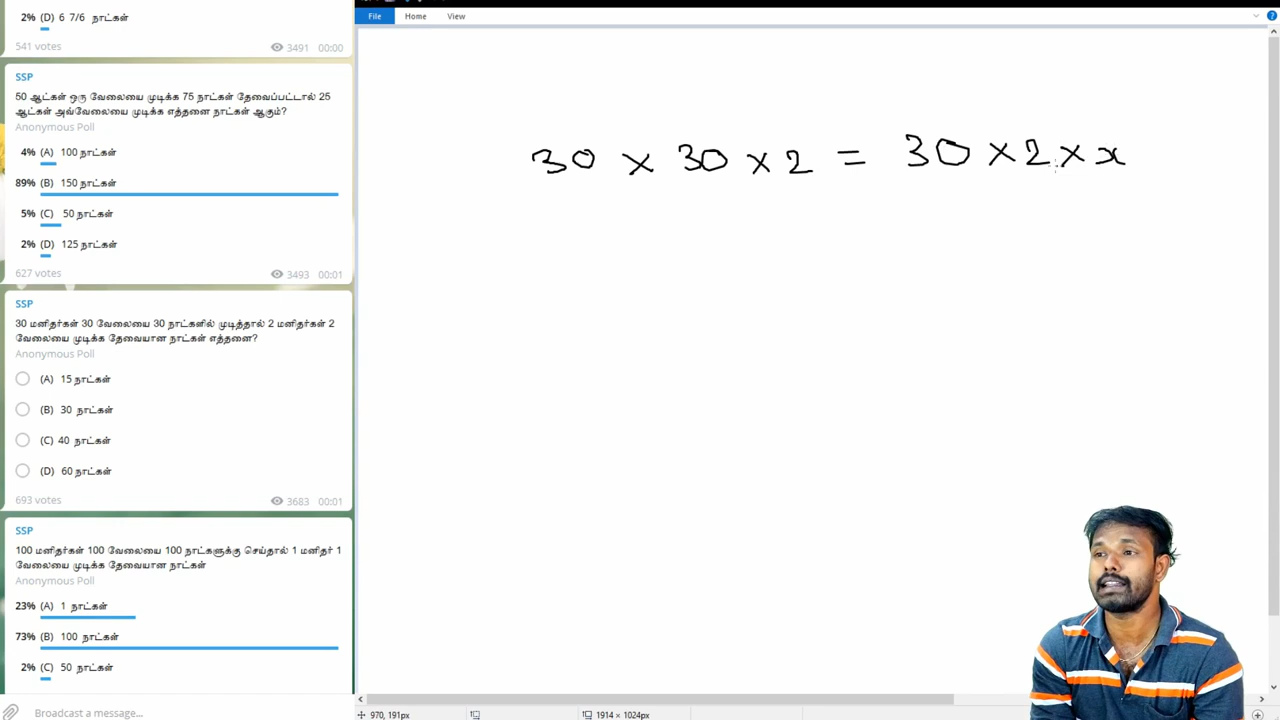 2% (D) 6 7/6 நாட்கள்
541 votes 3491 00:00
SSP
50 ஆட்கள் ஒரு வேலையை முடிக்க 75 நாட்கள் தேவைப்பட்டால் 25
ஆட்கள் அவ்வேலையை முடிக்க எத்தனை நாட்கள் ஆகும்?
Anonymous Poll
4% (A) 100 நாட்கள்
89% (B) 150 நாட்கள்
5% (C) 50 நாட்கள்
2% (D) 125 நாட்கள்
627 votes 3493 00:01
SSP
30 மனிதர்கள் 30 வேலையை 30 நாட்களில் முடித்தால் 2 மனிதர்கள் 2
வேலையை முடிக்க தேவையான நாட்கள் எத்தனை?
Anonymous Poll
(A) 15 நாட்கள்
(B) 30 நாட்கள்
(C) 40 நாட்கள்
(D) 60 நாட்கள்
693 votes 3683 00:01
SSP
100 மனிதர்கள் 100 வேலையை 100 நாட்களுக்கு செய்தால் 1 மனிதர் 1
வேலையை முடிக்க தேவையான நாட்கள்
Anonymous Poll
23% (A) 1 நாட்கள்
73% (B) 100 நாட்கள்
2% (C) 50 நாட்கள்
Broadcast a message...
File Home View
30 × 30 × 2 = 30 × 2 × x
970, 191px 1914 × 1024px